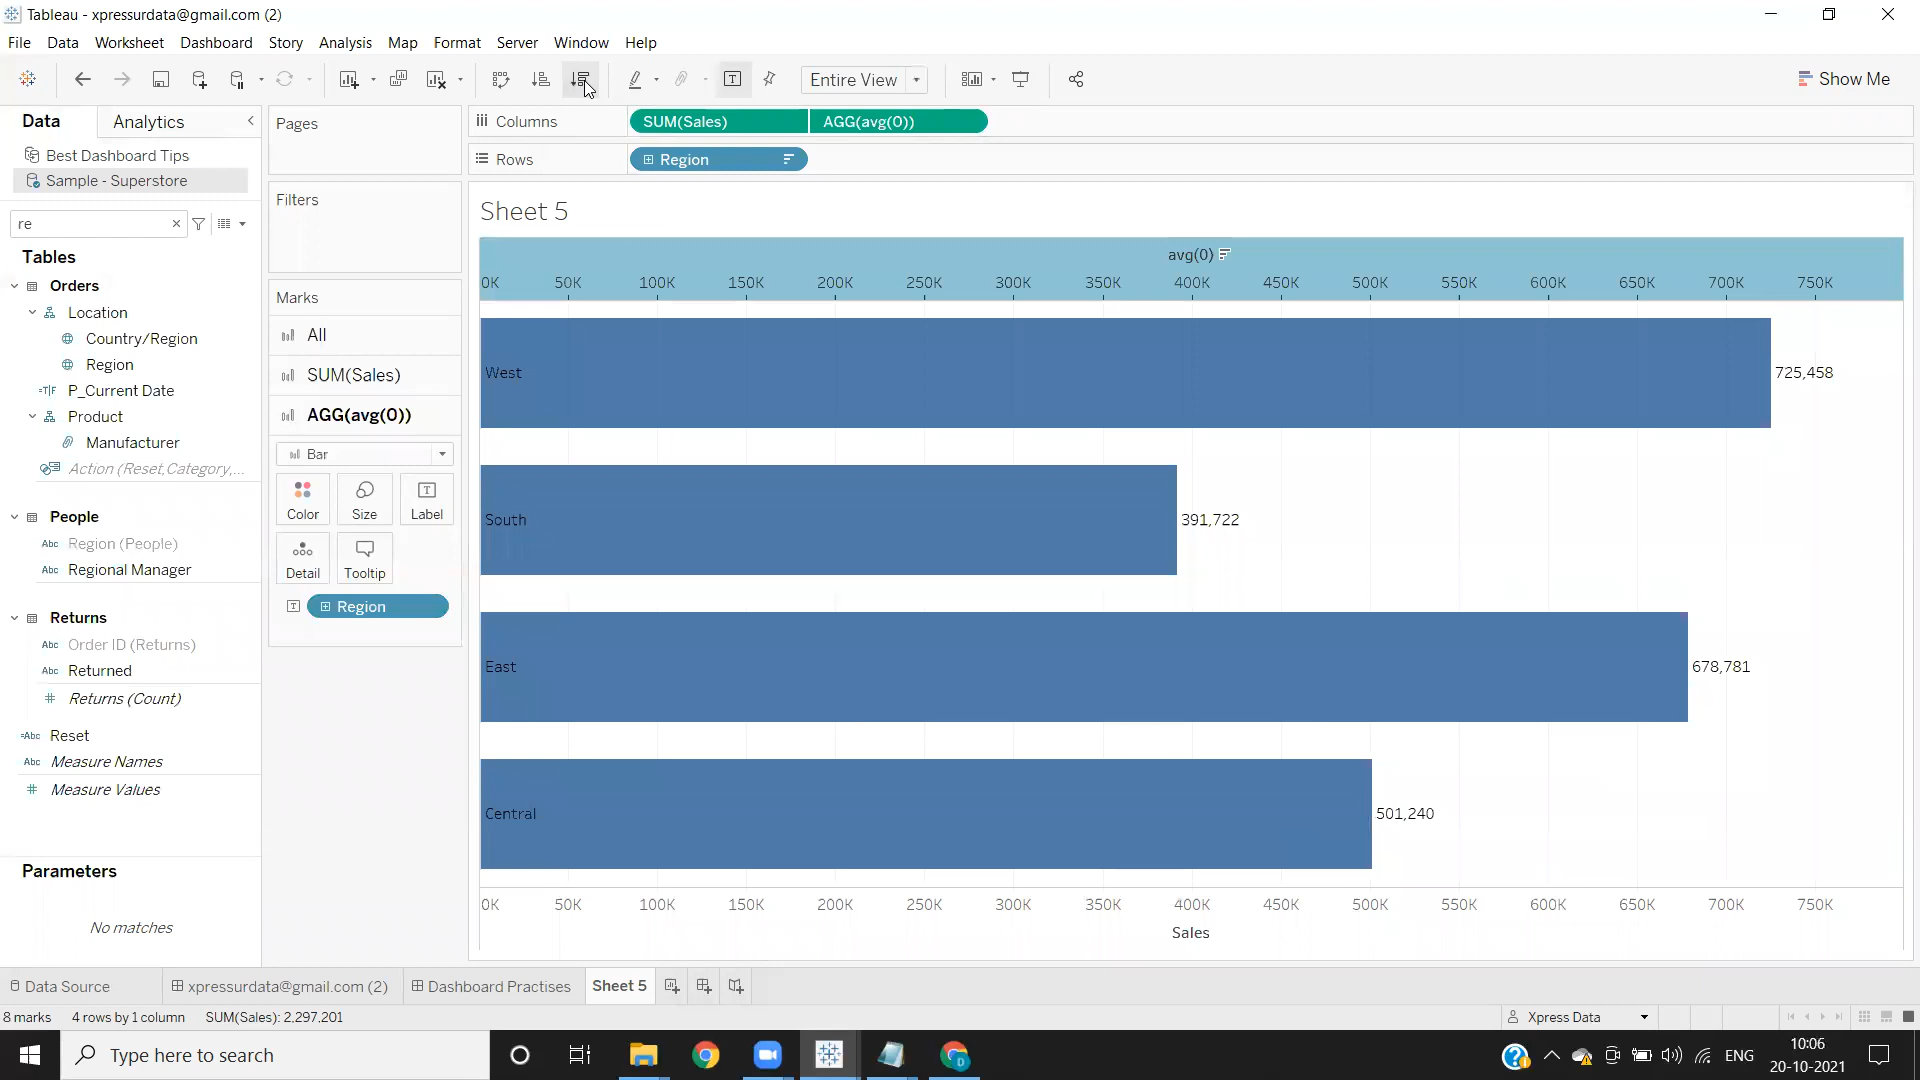 Tableau - xpressurdata@gmail.com (2)
File Data Worksheet Dashboard Story Analysis Map Format Server Window Help
Entire View
Show Me
Data Analytics
Best Dashboard Tips
Sample - Superstore
re
Tables
Orders
Location
Country/Region
Region
P_Current Date
Product
Manufacturer
Action (Reset,Category,...
People
Abc Region (People)
Abc Regional Manager
Returns
Abc Order ID (Returns)
Abc Returned
# Returns (Count)
=Abc Reset
Abc Measure Names
# Measure Values
Parameters
No matches
Pages
Filters
Marks
All
SUM(Sales)
AGG(avg(0))
Bar
Color Size Label
Detail Tooltip
Region
Columns SUM(Sales) AGG(avg(0))
Rows Region
Sheet 5
avg(0)
0K 50K 100K 150K 200K 250K 300K 350K 400K 450K 500K 550K 600K 650K 700K 750K
West 725,458
South 391,722
East 678,781
Central 501,240
0K 50K 100K 150K 200K 250K 300K 350K 400K 450K 500K 550K 600K 650K 700K 750K
Sales
Data Source xpressurdata@gmail.com (2) Dashboard Practises Sheet 5
8 marks 4 rows by 1 column SUM(Sales): 2,297,201
Xpress Data
Type here to search
ENG
10:06
20-10-2021